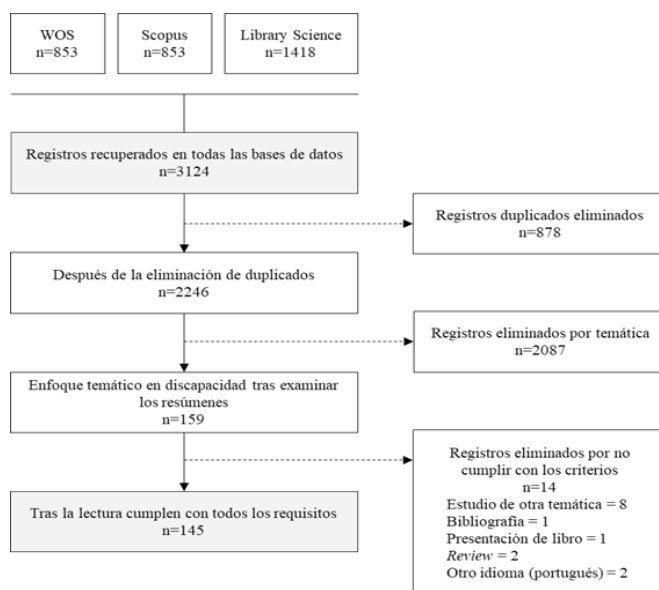 WOS
n=853
Scopus
n=853
Library Science
n=1418
Registros recuperados en todas las bases de datos
n=3124
Registros duplicados eliminados
n=878
Después de la eliminación de duplicados
n=2246
Registros eliminados por temática
n=2087
Enfoque temático en discapacidad tras examinar
los resúmenes
n=159
Registros eliminados por no
cumplir con los criterios
n=14
Estudio de otra temática = 8
Bibliografía = 1
Presentación de libro = 1
Review = 2
Otro idioma (portugués) = 2
Tras la lectura cumplen con todos los requisitos
n=145